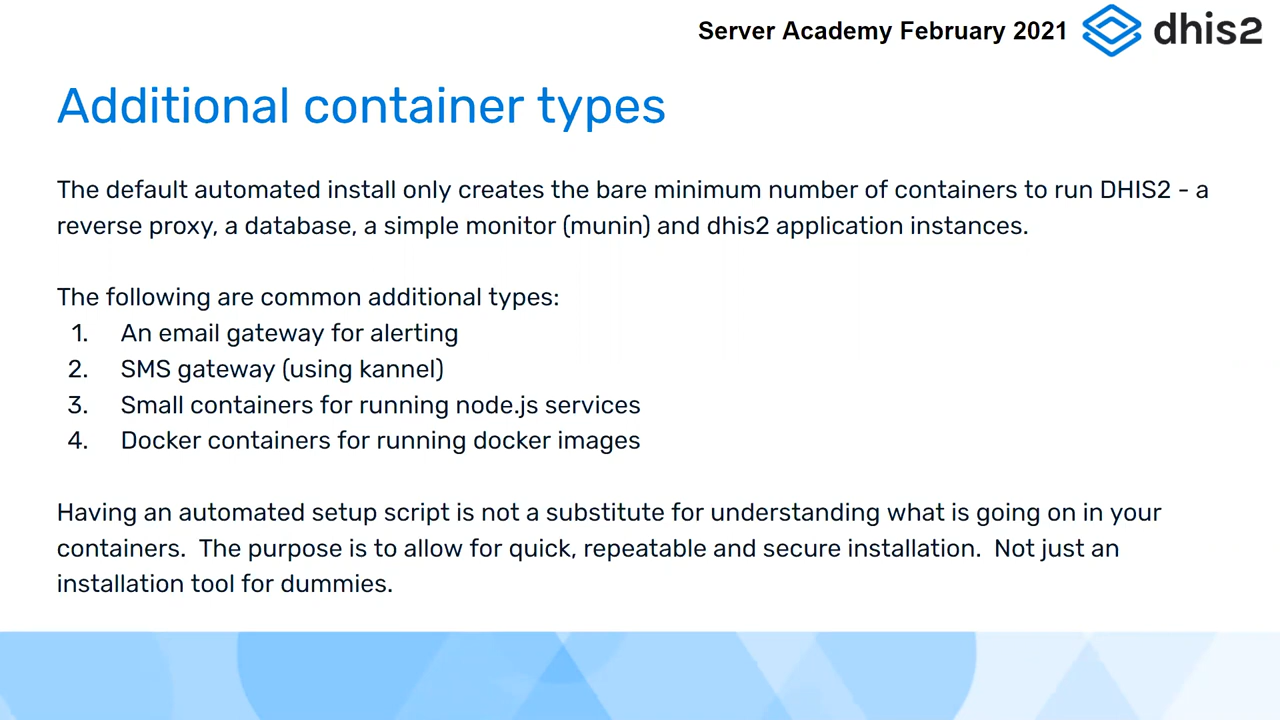 Server Academy February 2021
dhis2
Additional container types
The default automated install only creates the bare minimum number of containers to run DHIS2 - a
reverse proxy, a database, a simple monitor (munin) and dhis2 application instances.
The following are common additional types:
1. An email gateway for alerting
2. SMS gateway (using kannel)
3. Small containers for running node.js services
4. Docker containers for running docker images
Having an automated setup script is not a substitute for understanding what is going on in your
containers.  The purpose is to allow for quick, repeatable and secure installation.  Not just an
installation tool for dummies.